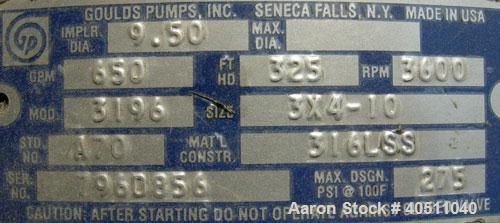 GOULDS PUMPS, INC. SENECA FALLS, N.Y. MADE IN USA
IMPLR. DIA. 9.50 MAX. DIA.
GPM 650 FT HD 325 RPM 3600
MOD. 3196 SIZE 3X4-10
STD. NO. A70 MAT'L CONSTR. 316LSS
SER. NO. 796D856 MAX. DSGN. PSI @ 100F 275
CAUTION: AFTER STARTING DO NOT OPERATE
Aaron Stock # 40511040